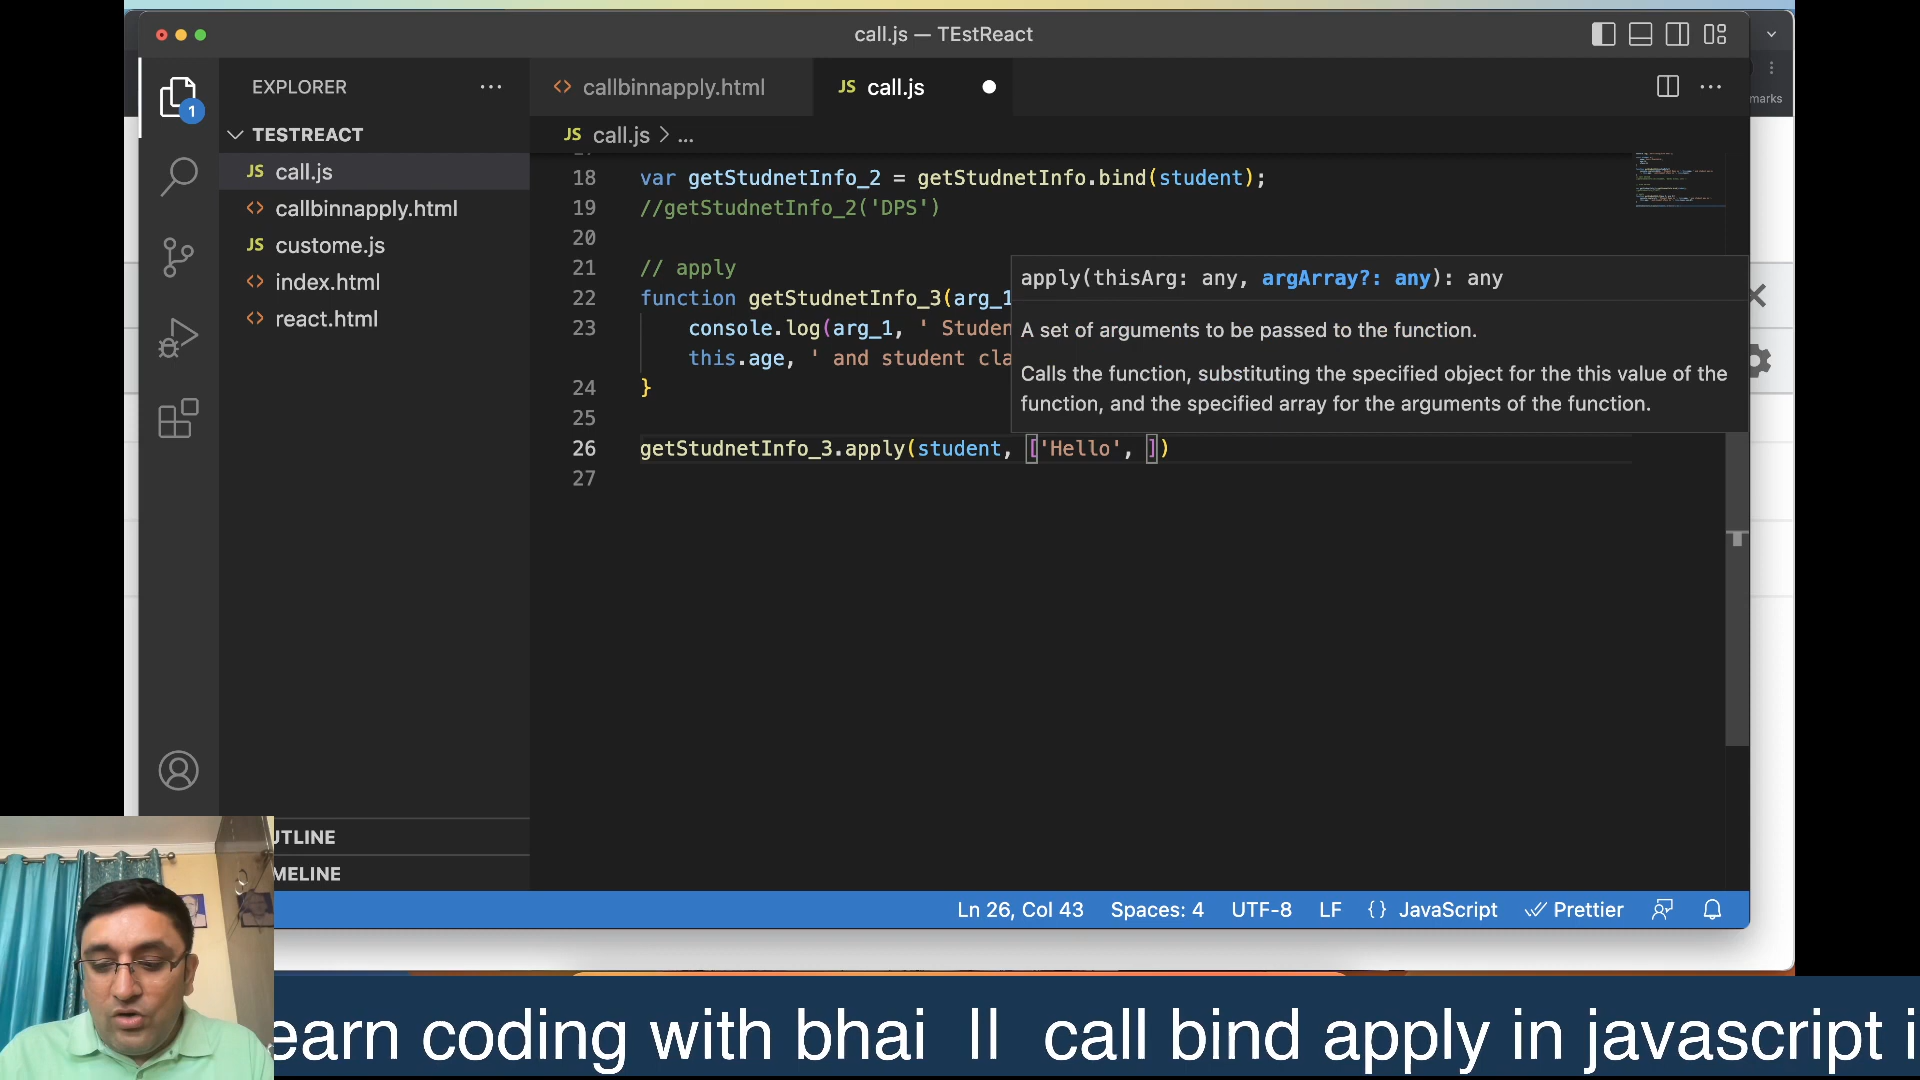 call.js — TEstReact
marks
1
EXPLORER
TESTREACT
JS call.js
<> callbinnapply.html
JS custome.js
<> index.html
<> react.html
<> callbinnapply.html
JS call.js
JS call.js > ...
18 var getStudnetInfo_2 = getStudnetInfo.bind(student);
19 //getStudnetInfo_2('DPS')
20
21 // apply
22 function getStudnetInfo_3(arg_1
23 console.log(arg_1, ' Studen
this.age, ' and student cla
24 }
25
26 getStudnetInfo_3.apply(student, ['Hello', ])
27
apply(thisArg: any, argArray?: any): any
A set of arguments to be passed to the function.
Calls the function, substituting the specified object for the this value of the
function, and the specified array for the arguments of the function.
UTLINE
MELINE
Ln 26, Col 43 Spaces: 4 UTF-8 LF {} JavaScript Prettier
earn coding with bhai II call bind apply in javascript i